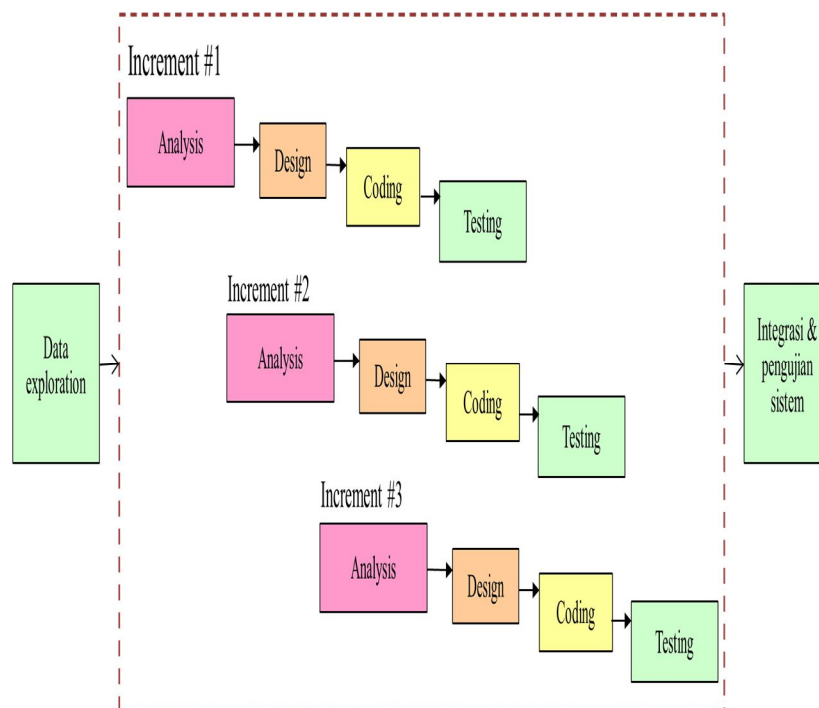 Increment #1
Analysis
Design
Coding
Testing
Data
exploration
Increment #2
Analysis
Design
Coding
Testing
Increment #3
Analysis
Design
Coding
Testing
Integrasi &
pengujian
sistem